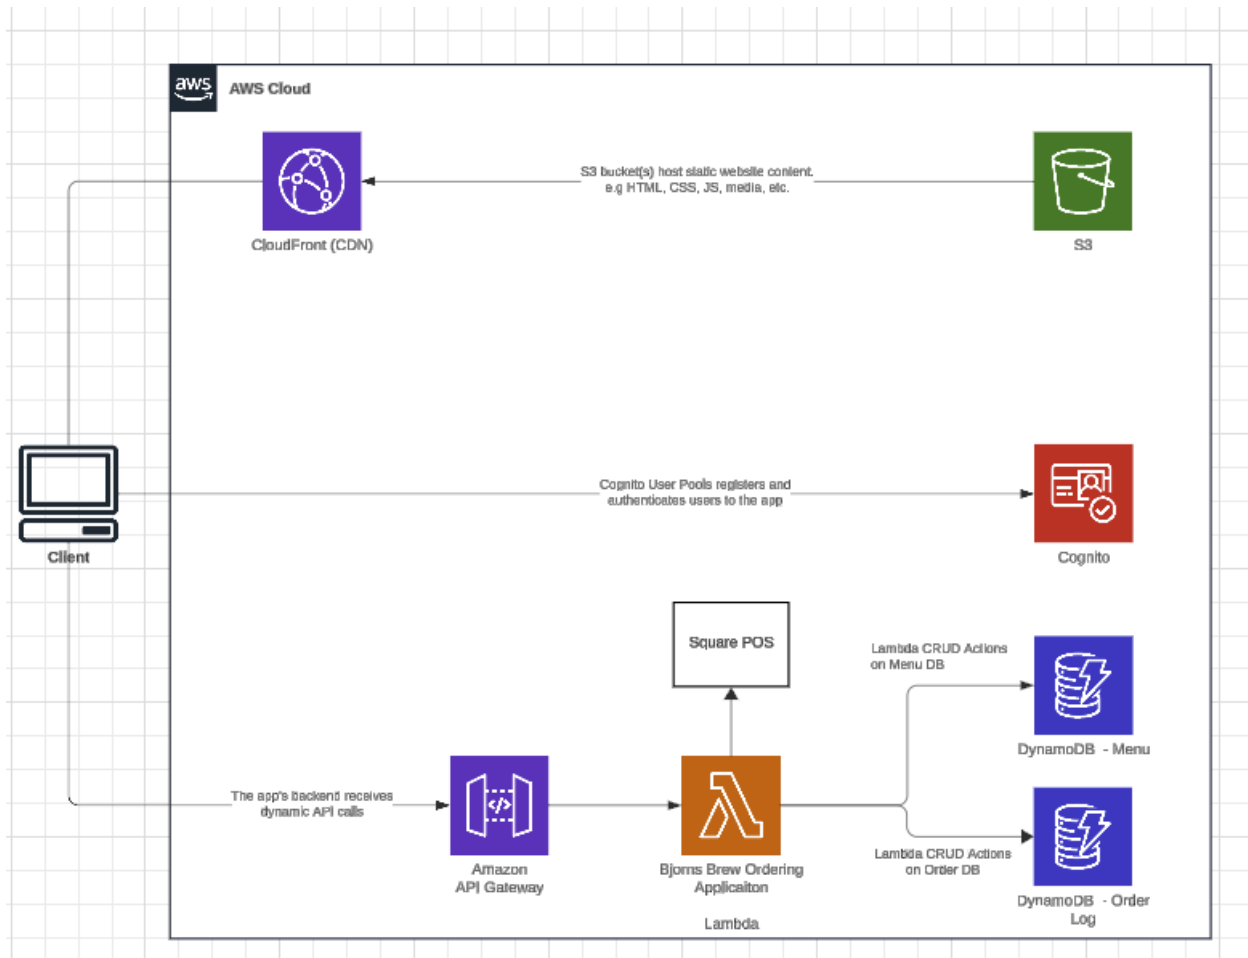 aws
AWS Cloud
S3 bucket(s) host static website content.
e.g HTML, CSS, JS, media, etc.
CloudFront (CDN)
S3
Cognito User Pools registers and
authenticates users to the app
Client
Cognito
Square POS
Lambda CRUD Actions
on Menu DB
DynamoDB - Menu
The app's backend receives
dynamic API calls
</>
Amazon
API Gateway
Bjorns Brew Ordering
Applicaiton
Lambda
Lambda CRUD Actions
on Order DB
DynamoDB - Order
Log